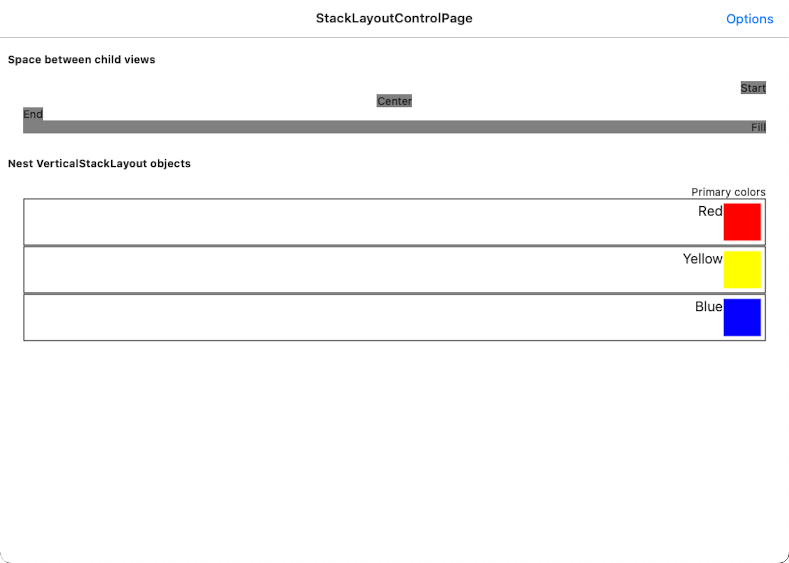 StackLayoutControlPage
Options
Space between child views
Start
Center
End
Fill
Nest VerticalStackLayout objects
Primary colors
Red
Yellow
Blue